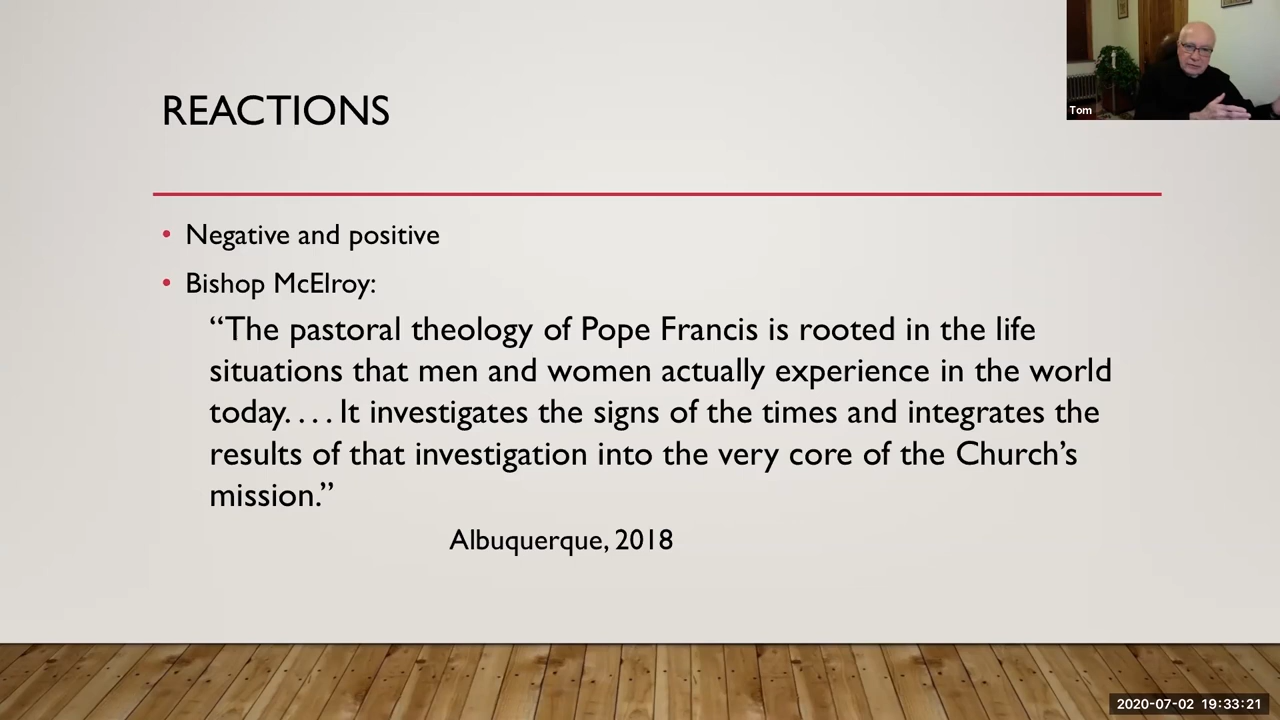 Tom
REACTIONS
• Negative and positive
• Bishop McElroy:
“The pastoral theology of Pope Francis is rooted in the life
situations that men and women actually experience in the world
today. . . . It investigates the signs of the times and integrates the
results of that investigation into the very core of the Church’s
mission.”
Albuquerque, 2018
2020-07-02 19:33:21